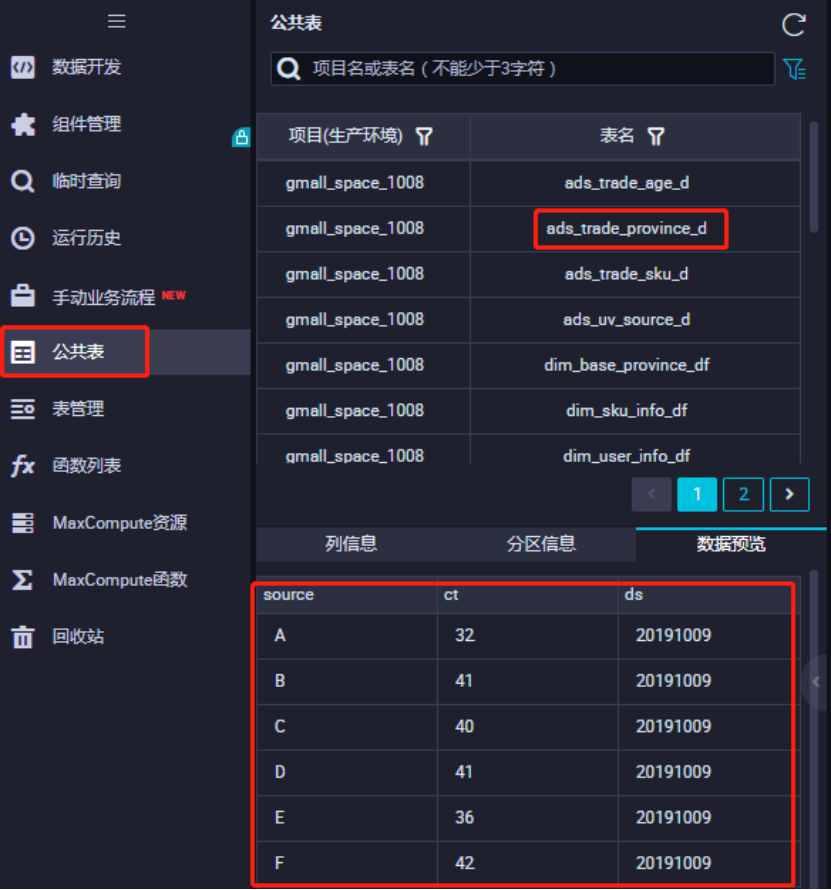 数据开发
组件管理
临时查询
运行历史
手动业务流程 NEW
公共表
表管理
函数列表
MaxCompute资源
MaxCompute函数
回收站
公共表
项目名或表名（不能少于3字符）
项目(生产环境) 表名
gmall_space_1008 ads_trade_age_d
gmall_space_1008 ads_trade_province_d
gmall_space_1008 ads_trade_sku_d
gmall_space_1008 ads_uv_source_d
gmall_space_1008 dim_base_province_df
gmall_space_1008 dim_sku_info_df
gmall_space_1008 dim_user_info_df
1 2
列信息 分区信息 数据预览
source ct ds
A 32 20191009
B 41 20191009
C 40 20191009
D 41 20191009
E 36 20191009
F 42 20191009